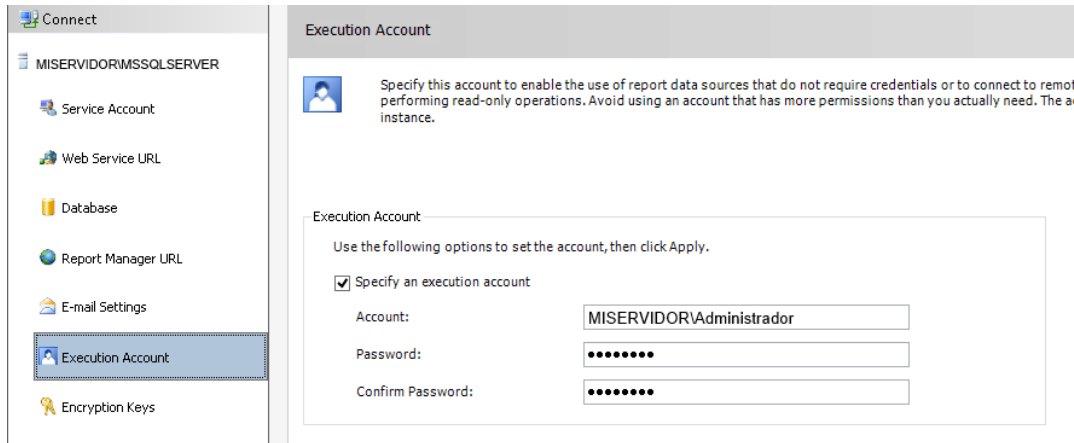 Connect
MISERVIDOR\MSSQLSERVER
Service Account
Web Service URL
Database
Report Manager URL
E-mail Settings
Execution Account
Encryption Keys
Execution Account
Specify this account to enable the use of report data sources that do not require credentials or to connect to remot
performing read-only operations. Avoid using an account that has more permissions than you actually need. The a
instance.
Execution Account
Use the following options to set the account, then click Apply.
Specify an execution account
Account:
MISERVIDOR\Administrador
Password:
••••••••
Confirm Password:
••••••••